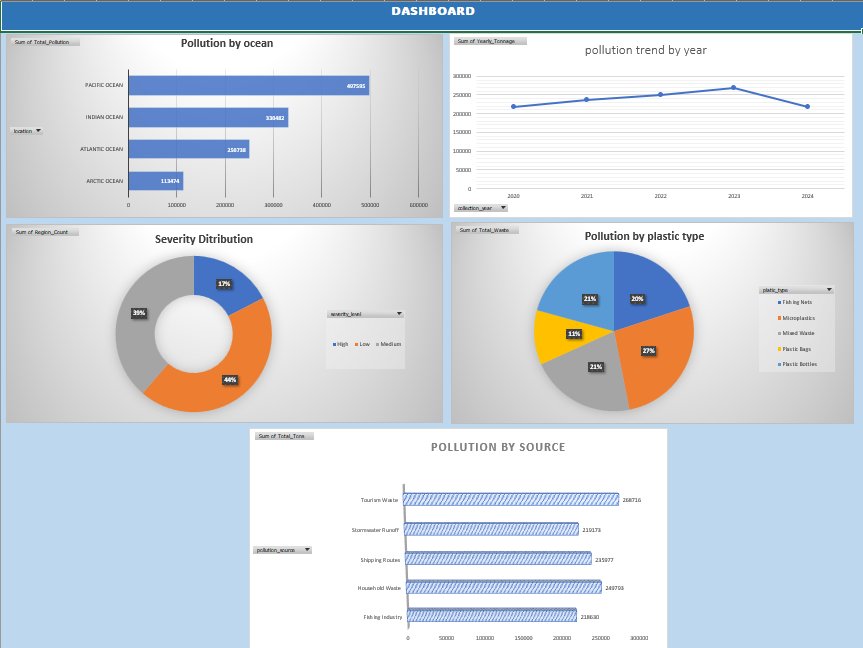 DASHBOARD
Sum of Total_Pollution
Pollution by ocean
PACIFIC OCEAN
497595
INDIAN OCEAN
330482
ATLANTIC OCEAN
250738
ARCTIC OCEAN
113474
0 100000 200000 300000 400000 500000 600000
location
Sum of Yearly_Tonnage
pollution trend by year
300000
250000
200000
150000
100000
50000
0
2020 2021 2022 2023 2024
collection_year
Sum of Region_Count
Severity Ditribution
17%
39%
44%
severity_level
High Low Medium
Sum of Total_Waste
Pollution by plastic type
21%
20%
11%
27%
21%
platic_type
Fishing Nets
Microplastics
Mixed Waste
Plastic Bags
Plastic Bottles
Sum of Total_Tons
POLLUTION BY SOURCE
Tourism Waste
268716
Stormwater Runoff
219173
Shipping Routes
235977
Household Waste
249793
Fishing Industry
218630
0 50000 100000 150000 200000 250000 300000
pollution_source